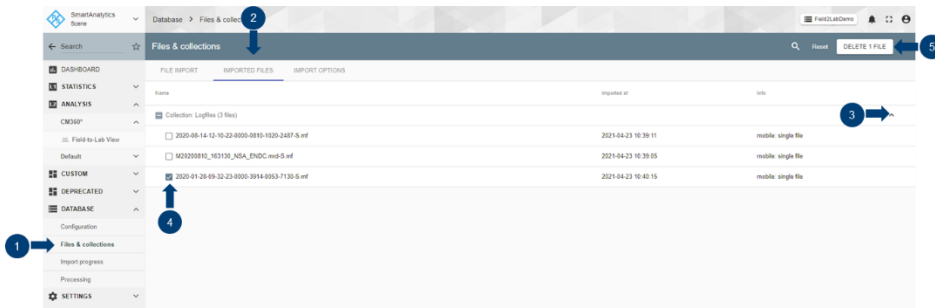 SmartAnalytics
Scene
Database > Files & collec
2
Field2LabDemo
Search
Files & collections
Reset
DELETE 1 FILE
5
DASHBOARD
STATISTICS
ANALYSIS
CM360°
Field-to-Lab View
Default
CUSTOM
DEPRECATED
DATABASE
Configuration
1
Files & collections
Import progress
Processing
SETTINGS
FILE IMPORT
IMPORTED FILES
IMPORT OPTIONS
Name
Imported at
Info
Collection: Logfiles (3 files)
3
2020-08-14-12-10-22-0000-0810-1020-2487-S.mf
2021-04-23 10:39:11
mobile: single file
M20200810_163130_NSA_ENDC.mxd-S.mf
2021-04-23 10:39:05
mobile: single file
2020-01-28-09-32-23-0000-3914-0053-7130-S.mf
2021-04-23 10:40:15
mobile: single file
4